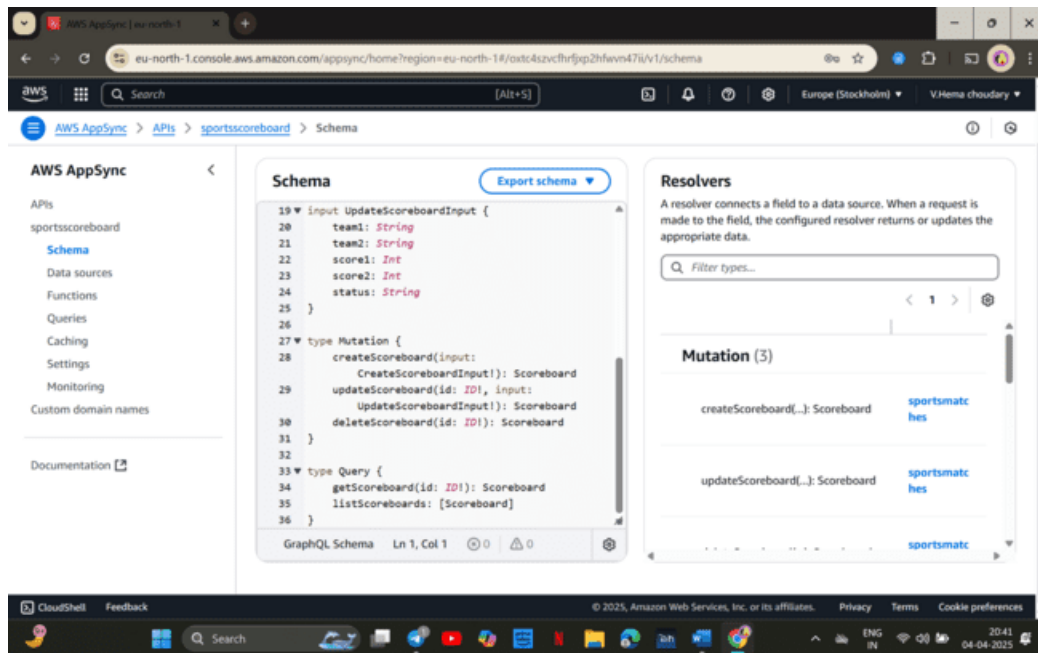 AWS AppSync | eu-north-1
eu-north-1.console.aws.amazon.com/appsync/home?region=eu-north-1#/oxtc4szvcfhrfjxp2hfwvn47ii/v1/schema
aws
Search
[Alt+S]
Europe (Stockholm)
V.Hema choudary
AWS AppSync > APIs > sportsscoreboard > Schema
AWS AppSync
APIs
sportsscoreboard
Schema
Data sources
Functions
Queries
Caching
Settings
Monitoring
Custom domain names
Documentation
Schema
Export schema
19 input UpdateScoreboardInput {
20 team1: String
21 team2: String
22 score1: Int
23 score2: Int
24 status: String
25 }
26
27 type Mutation {
28 createScoreboard(input:
CreateScoreboardInput!): Scoreboard
29 updateScoreboard(id: ID!, input:
UpdateScoreboardInput!): Scoreboard
30 deleteScoreboard(id: ID!): Scoreboard
31 }
32
33 type Query {
34 getScoreboard(id: ID!): Scoreboard
35 listScoreboards: [Scoreboard]
36 }
GraphQL Schema Ln 1, Col 1 0 0
Resolvers
A resolver connects a field to a data source. When a request is
made to the field, the configured resolver returns or updates the
appropriate data.
Filter types...
< 1 >
Mutation (3)
createScoreboard(...): Scoreboard
sportsmatc
hes
updateScoreboard(...): Scoreboard
sportsmatc
hes
sportsmatc
CloudShell Feedback
© 2025, Amazon Web Services, Inc. or its affiliates. Privacy Terms Cookie preferences
Search
ENG
IN
20:41
04-04-2025